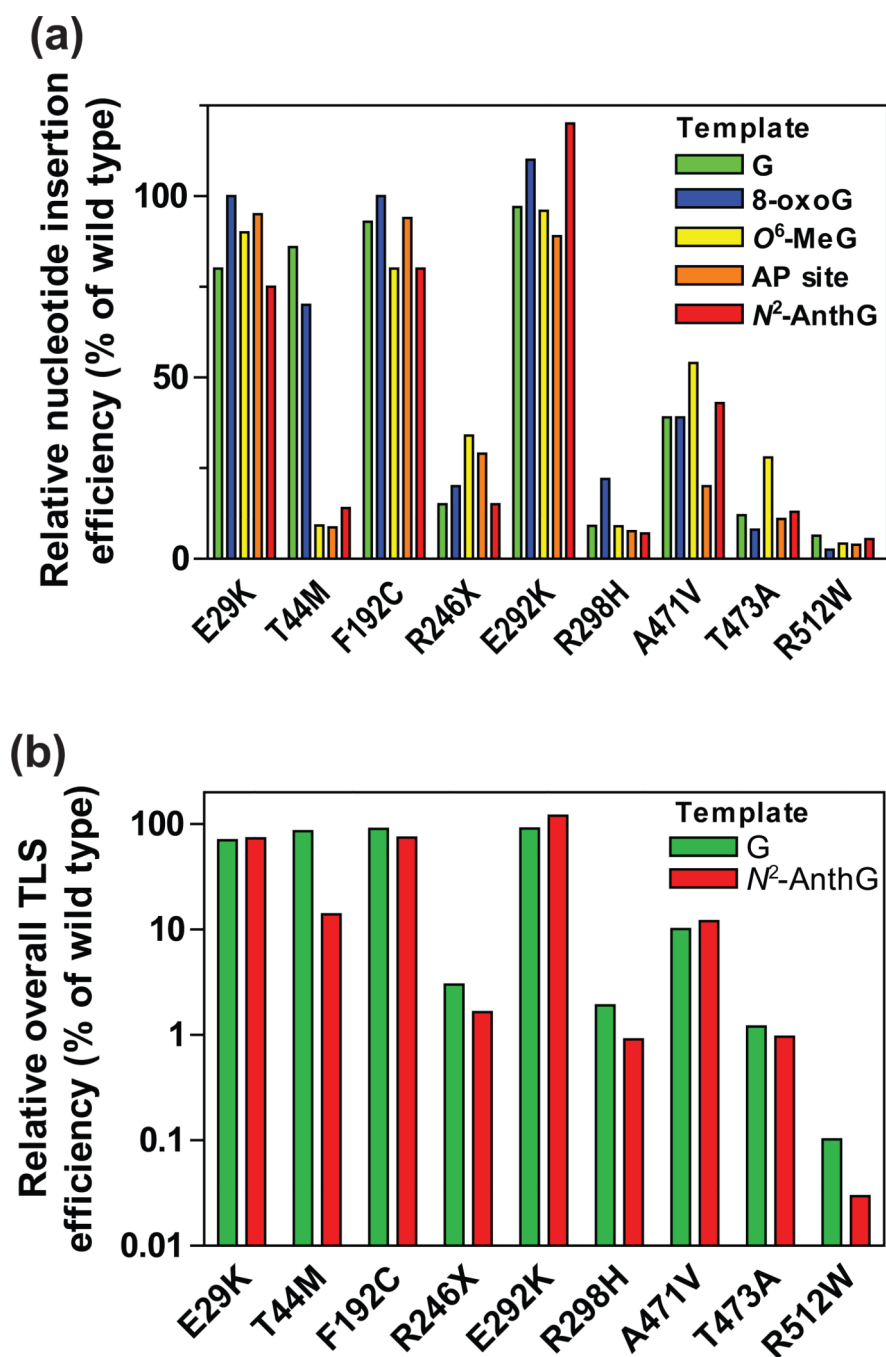 (a)
Relative nucleotide insertion
efficiency (% of wild type)
100
50
0
Template
G
8-oxoG
O⁶-MeG
AP site
N²-AnthG
E29K
T44M
F192C
R246X
E292K
R298H
A471V
T473A
R512W
(b)
Relative overall TLS
efficiency (% of wild type)
100
10
1
0.1
0.01
Template
G
N²-AnthG
E29K
T44M
F192C
R246X
E292K
R298H
A471V
T473A
R512W